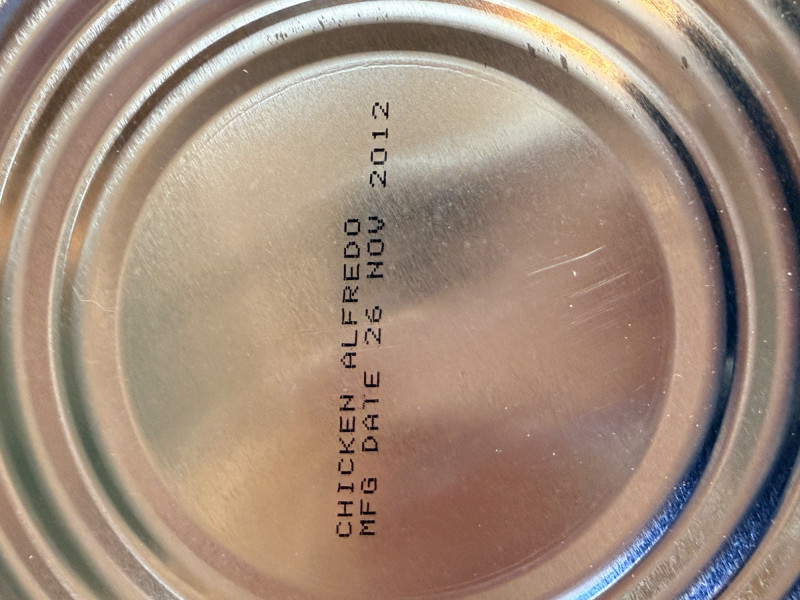 CHICKEN ALFREDO
MFG DATE 26 NOV 2012